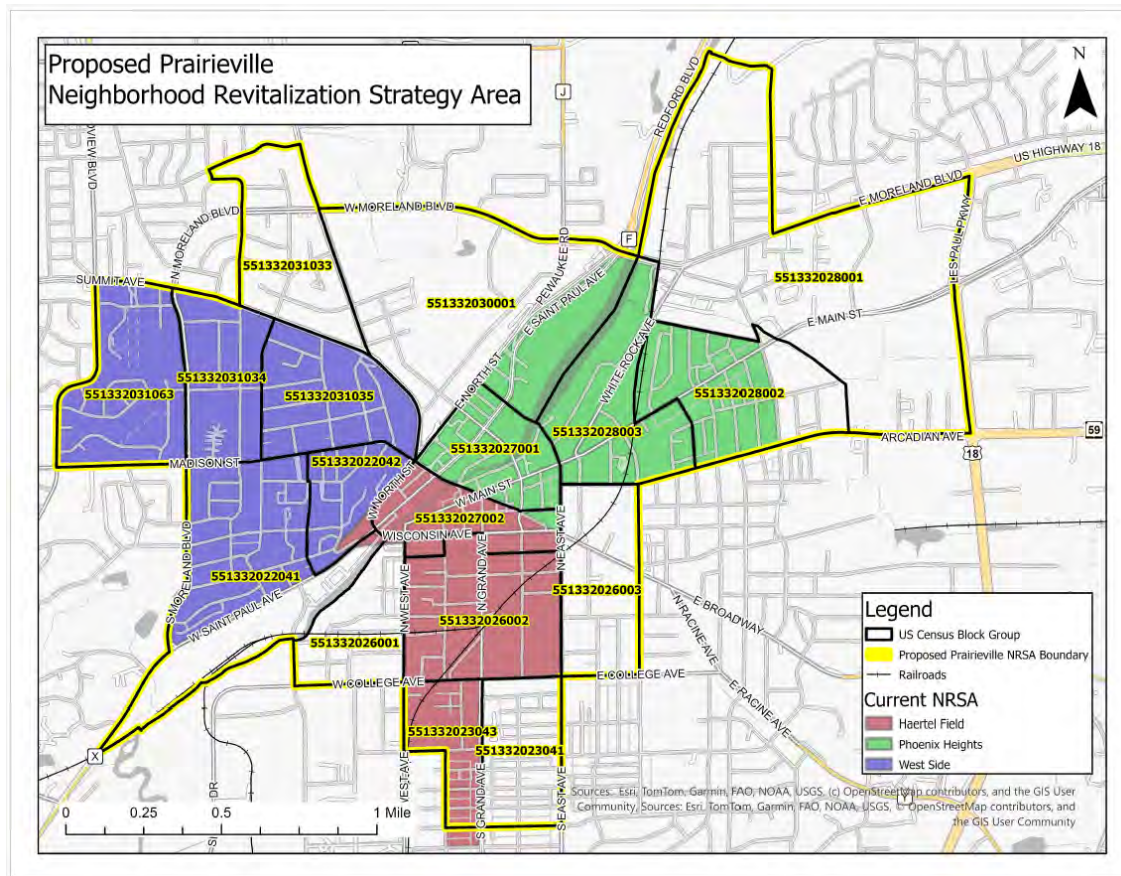 Proposed Prairieville
Neighborhood Revitalization Strategy Area
N
J
REDFORD BLVD
US HIGHWAY 18
E MORELAND BLVD
W MORELAND BLVD
N MORELAND BLVD
F
LES PAUL PKWY
PEWAUKEE RD
551332031033
551332028001
SUMMIT AVE
E SAINT PAUL AVE
551332030001
E MAIN ST
WHITE ROCK AVE
E NORTH ST
551332031034
551332031063
551332031035
551332028002
551332028003
ARCADIAN AVE
59
18
551332027001
MADISON ST
551332022042
W NORTH ST
W MAIN ST
551332027002
WISCONSIN AVE
N EAST AVE
S MORELAND BLVD
551332022041
W SAINT PAUL AVE
N WEST AVE
N GRAND AVE
551332026003
E BROADWAY
N RACINE AVE
551332026002
551332026001
W COLLEGE AVE
E COLLEGE AVE
E RACINE AVE
551332023043
551332023041
X
WEST AVE
S GRAND AVE
S EAST AVE
Legend
US Census Block Group
Proposed Prairieville NRSA Boundary
Railroads
Current NRSA
Haertel Field
Phoenix Heights
West Side
0 0.25 0.5 1 Mile
Sources: Esri, TomTom, Garmin, FAO, NOAA, USGS, (c) OpenStreetMap contributors, and the GIS User
Community, Sources: Esri, TomTom, Garmin, FAO, NOAA, USGS, © OpenStreetMap contributors, and
the GIS User Community